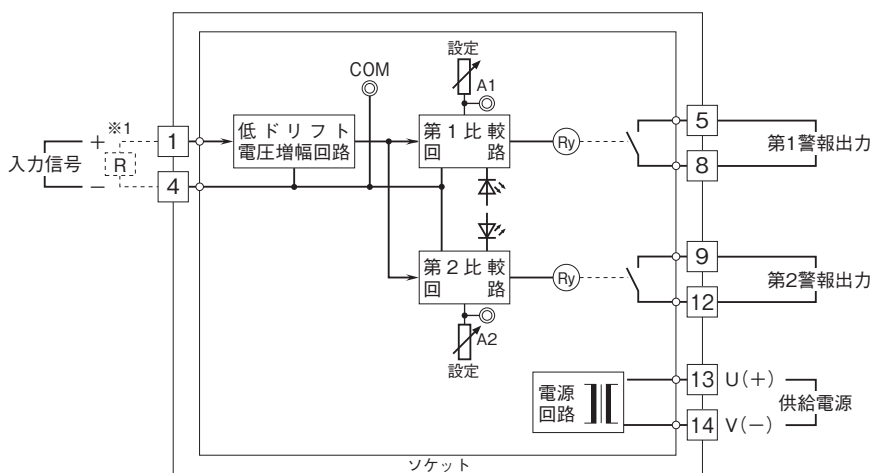 設定
COM
A1
※1
1
低ドリフト
電圧増幅回路
第1比較
回路
Ry
5
第1警報出力
8
入力信号
+
R
−
4
第2比較
回路
Ry
9
第2警報出力
12
A2
設定
電源
回路
13 U(+)
供給電源
14 V(−)
ソケット